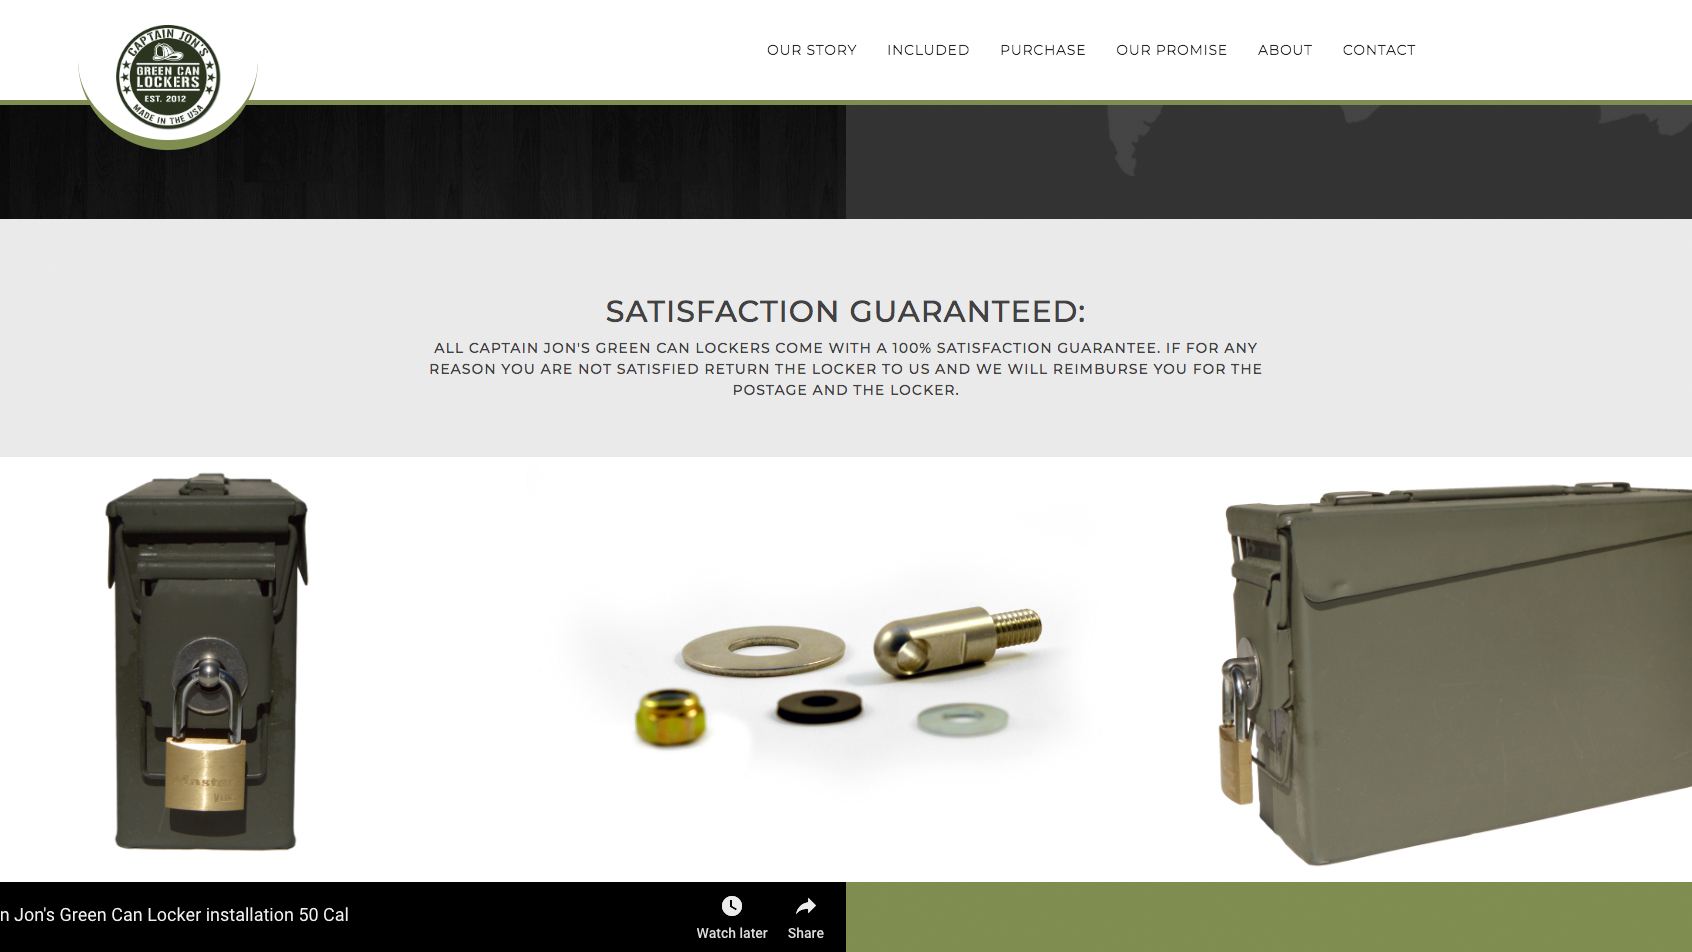 CAPTAIN JON'S
GREEN CAN
LOCKERS
EST. 2012
MADE IN THE USA
OUR STORY
INCLUDED
PURCHASE
OUR PROMISE
ABOUT
CONTACT
SATISFACTION GUARANTEED:
ALL CAPTAIN JON'S GREEN CAN LOCKERS COME WITH A 100% SATISFACTION GUARANTEE. IF FOR ANY
REASON YOU ARE NOT SATISFIED RETURN THE LOCKER TO US AND WE WILL REIMBURSE YOU FOR THE
POSTAGE AND THE LOCKER.
Master
n Jon's Green Can Locker installation 50 Cal
Watch later
Share